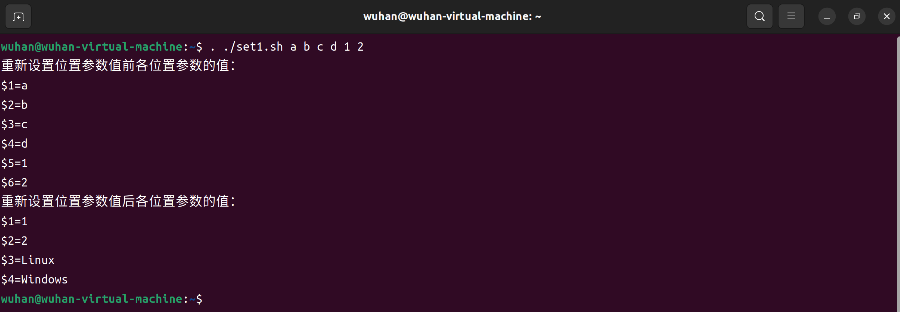 wuhan@wuhan-virtual-machine: ~
wuhan@wuhan-virtual-machine:~$ . ./set1.sh a b c d 1 2
重新设置位置参数值前各位置参数的值：
$1=a
$2=b
$3=c
$4=d
$5=1
$6=2
重新设置位置参数值后各位置参数的值：
$1=1
$2=2
$3=Linux
$4=Windows
wuhan@wuhan-virtual-machine:~$